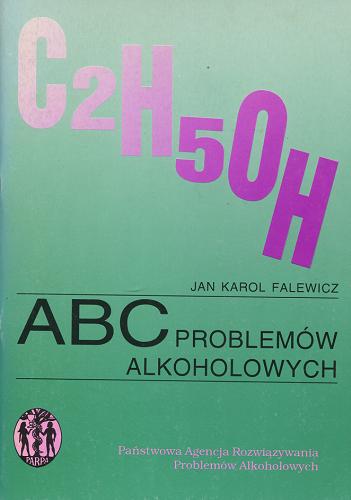 C2H5OH
JAN KAROL FALEWICZ
ABC PROBLEMÓW
ALKOHOLOWYCH
PARPA
Państwowa Agencja Rozwiązywania
Problemów Alkoholowych